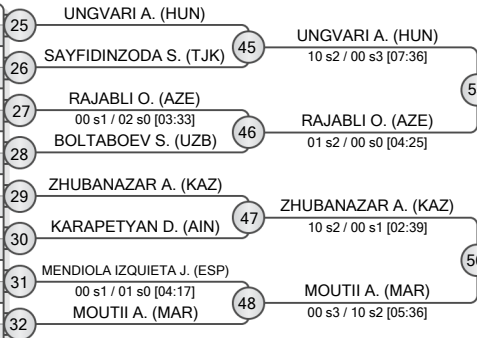 25
UNGVARI A. (HUN)
26
SAYFIDINZODA S. (TJK)
45
UNGVARI A. (HUN)
10 s2 / 00 s3 [07:36]
27
RAJABLI O. (AZE)
00 s1 / 02 s0 [03:33]
28
BOLTABOEV S. (UZB)
46
RAJABLI O. (AZE)
01 s2 / 00 s0 [04:25]
29
ZHUBANAZAR A. (KAZ)
30
KARAPETYAN D. (AIN)
47
ZHUBANAZAR A. (KAZ)
10 s2 / 00 s1 [02:39]
31
MENDIOLA IZQUIETA J. (ESP)
00 s1 / 01 s0 [04:17]
32
MOUTII A. (MAR)
48
MOUTII A. (MAR)
00 s3 / 10 s2 [05:36]